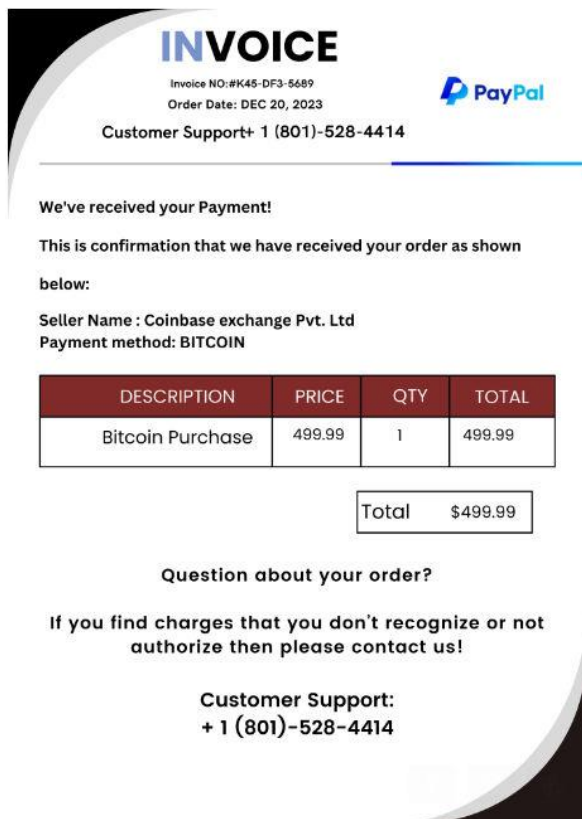 INVOICE
Invoice NO:#K45-DF3-5689
Order Date: DEC 20, 2023
PayPal
Customer Support+ 1 (801)-528-4414
We've received your Payment!
This is confirmation that we have received your order as shown
below:
Seller Name : Coinbase exchange Pvt. Ltd
Payment method: BITCOIN
DESCRIPTION PRICE QTY TOTAL
Bitcoin Purchase 499.99 1 499.99
Total $499.99
Question about your order?
If you find charges that you don't recognize or not
authorize then please contact us!
Customer Support:
+ 1 (801)-528-4414